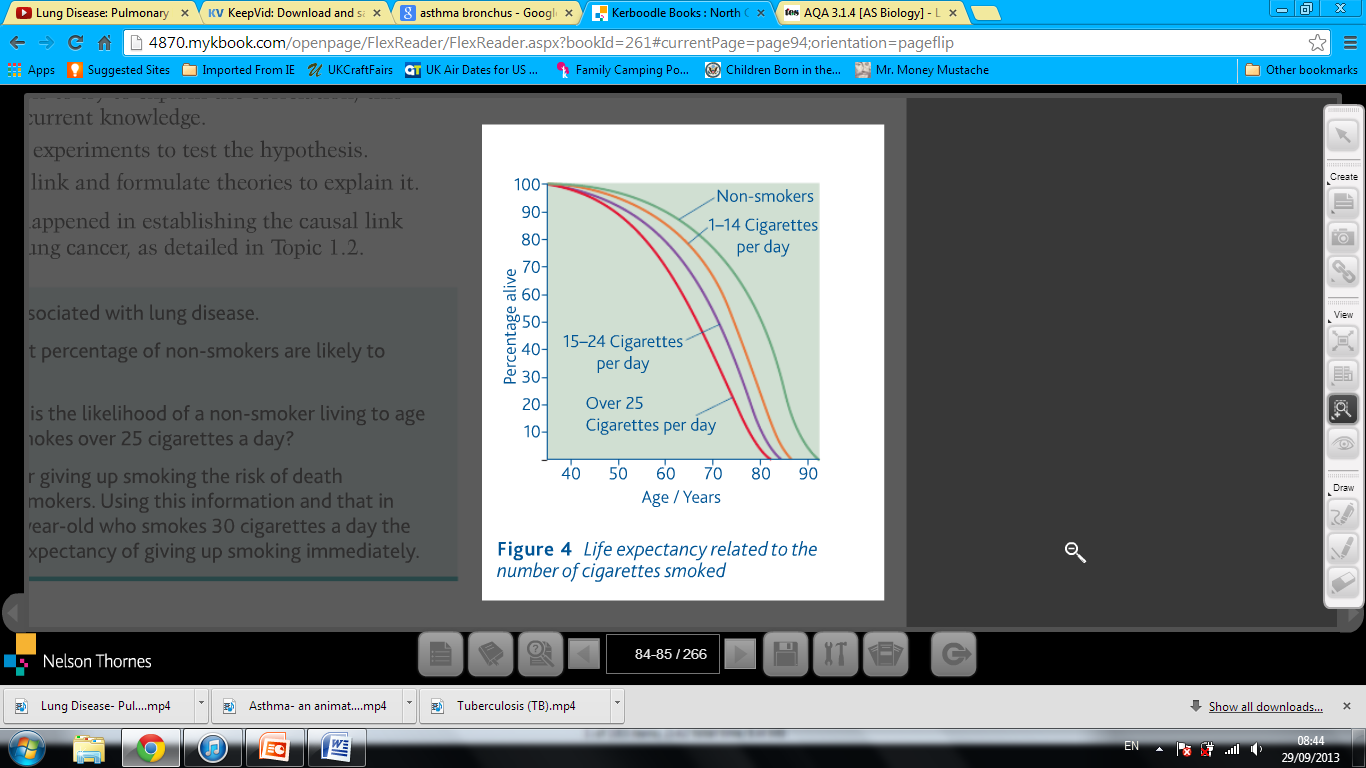 Lung Disease: Pulmonary
KeepVid: Download and sa
asthma bronchus - Googl
Kerboodle Books : North C
AQA 3.1.4 [AS Biology] - L
4870.mykbook.com/openpage/FlexReader/FlexReader.aspx?bookId=261#currentPage=page94;orientation=pageflip
Apps
Suggested Sites
Imported From IE
UKCraftFairs
UK Air Dates for US ...
Family Camping Po...
Children Born in the...
Mr. Money Mustache
Other bookmarks
current knowledge.
experiments to test the hypothesis.
link and formulate theories to explain it.
appened in establishing the causal link
ung cancer, as detailed in Topic 1.2.
sociated with lung disease.
t percentage of non-smokers are likely to
is the likelihood of a non-smoker living to age
nokes over 25 cigarettes a day?
r giving up smoking the risk of death
mokers. Using this information and that in
year-old who smokes 30 cigarettes a day the
xpectancy of giving up smoking immediately.
Percentage alive
100
90
80
70
60
50
40
30
20
10
Non-smokers
1–14 Cigarettes
per day
15–24 Cigarettes
per day
Over 25
Cigarettes per day
40 50 60 70 80 90
Age / Years
Figure 4 Life expectancy related to the
number of cigarettes smoked
Create
View
Draw
Nelson Thornes
84-85 / 266
Lung Disease- Pul....mp4
Asthma- an animat....mp4
Tuberculosis (TB).mp4
Show all downloads...
EN
08:44
29/09/2013